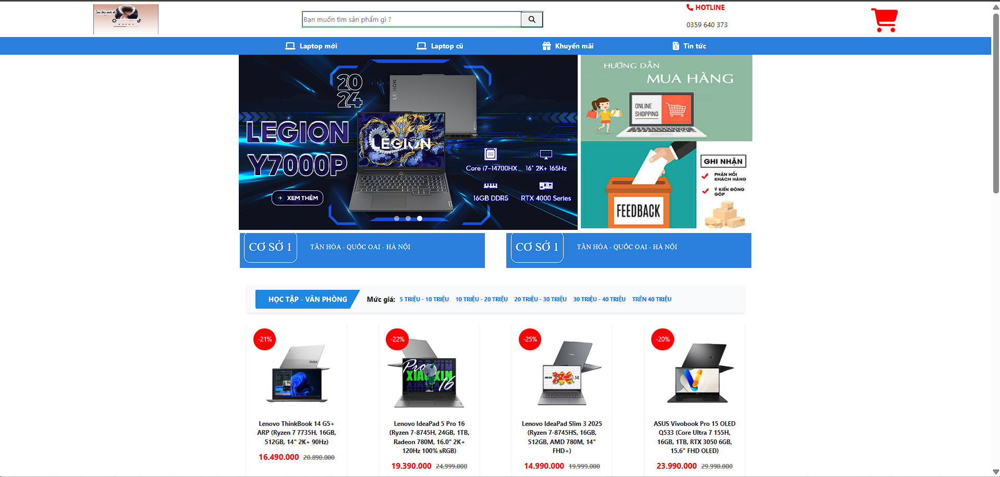 HOTLINE
Bạn muốn tìm sản phẩm gì ?
0359 640 373
Laptop mới
Laptop cũ
Khuyến mãi
Tin tức
2024
LEGION
LEGION
Y7000P
LEGION
Core i7-14700HX
16" 2K+ 165Hz
16GB DDR5
RTX 4000 Series
XEM THÊM
HƯỚNG DẪN
MUA HÀNG
ONLINE
SHOPPING
FEEDBACK
GHI NHẬN
PHẢN HỒI
KHÁCH HÀNG
Ý KIẾN ĐÓNG
GÓP
CƠ SỞ 1
TÂN HÒA - QUỐC OAI - HÀ NỘI
CƠ SỞ 1
TÂN HÒA - QUỐC OAI - HÀ NỘI
HỌC TẬP - VĂN PHÒNG
Mức giá:
5 TRIỆU - 10 TRIỆU
10 TRIỆU - 20 TRIỆU
20 TRIỆU - 30 TRIỆU
30 TRIỆU - 40 TRIỆU
TRÊN 40 TRIỆU
-21%
Lenovo ThinkBook 14 G5+
ARP (Ryzen 7 7735H, 16GB,
512GB, 14" 2K+ 90Hz)
16.490.000 20.890.000
-22%
Pro
XIAOXIN
16
Lenovo IdeaPad 5 Pro 16
(Ryzen 7-8745H, 24GB, 1TB,
Radeon 780M, 16.0" 2K+
120Hz 100% sRGB)
19.390.000 24.999.000
-25%
14
Lenovo IdeaPad Slim 3 2025
(Ryzen 7-8745HS, 16GB,
512GB, AMD 780M, 14"
FHD+)
14.990.000 19.999.000
-20%
ASUS Vivobook Pro 15 OLED
Q533 (Core Ultra 7 155H,
16GB, 1TB, RTX 3050 6GB,
15.6" FHD OLED)
23.990.000 29.990.000